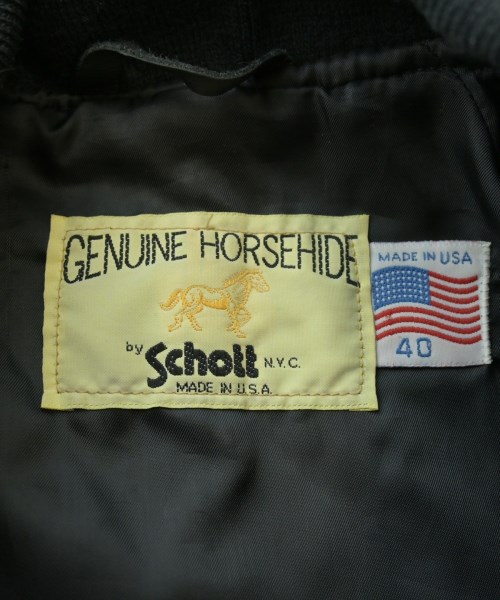 GENUINE HORSEHIDE
by Schott N.Y.C.
MADE IN U.S.A.
MADE IN USA
40